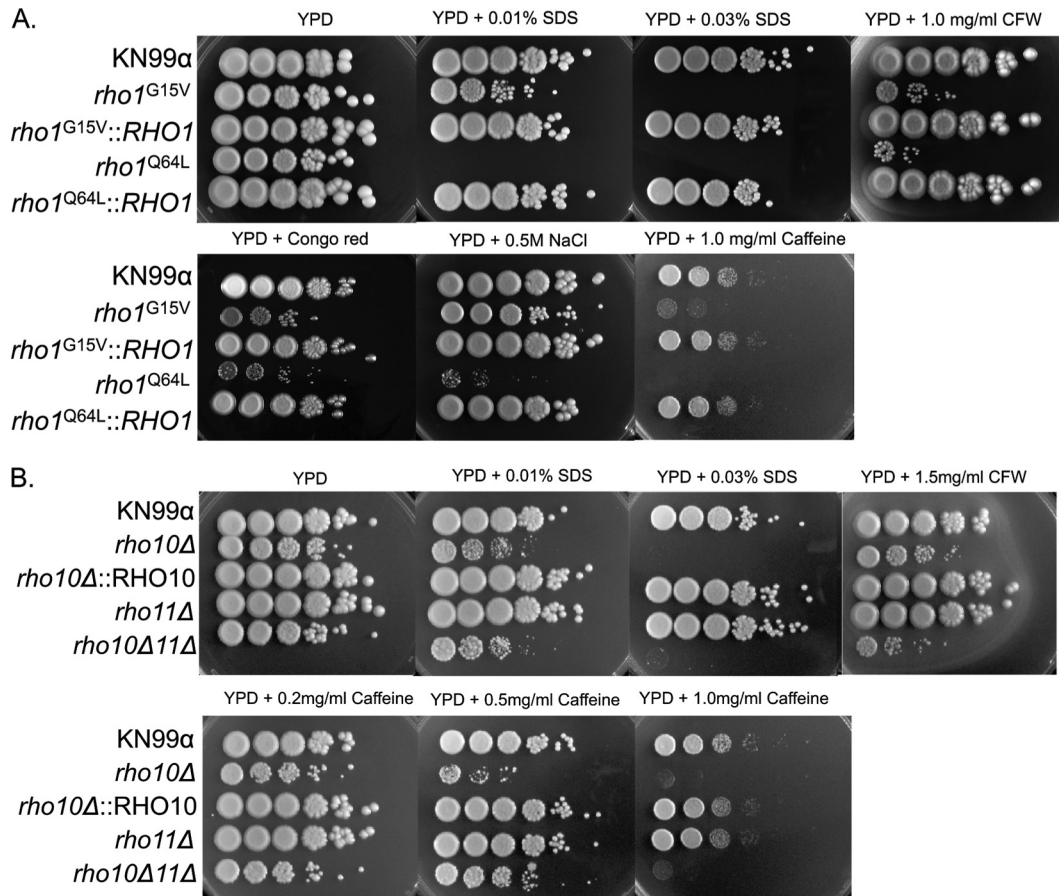 A.
YPD YPD + 0.01% SDS YPD + 0.03% SDS YPD + 1.0 mg/ml CFW
KN99α
rho1G15V
rho1G15V::RHO1
rho1Q64L
rho1Q64L::RHO1
YPD + Congo red YPD + 0.5M NaCl YPD + 1.0 mg/ml Caffeine
KN99α
rho1G15V
rho1G15V::RHO1
rho1Q64L
rho1Q64L::RHO1
B.
YPD YPD + 0.01% SDS YPD + 0.03% SDS YPD + 1.5mg/ml CFW
KN99α
rho10Δ
rho10Δ::RHO10
rho11Δ
rho10Δ11Δ
YPD + 0.2mg/ml Caffeine YPD + 0.5mg/ml Caffeine YPD + 1.0mg/ml Caffeine
KN99α
rho10Δ
rho10Δ::RHO10
rho11Δ
rho10Δ11Δ